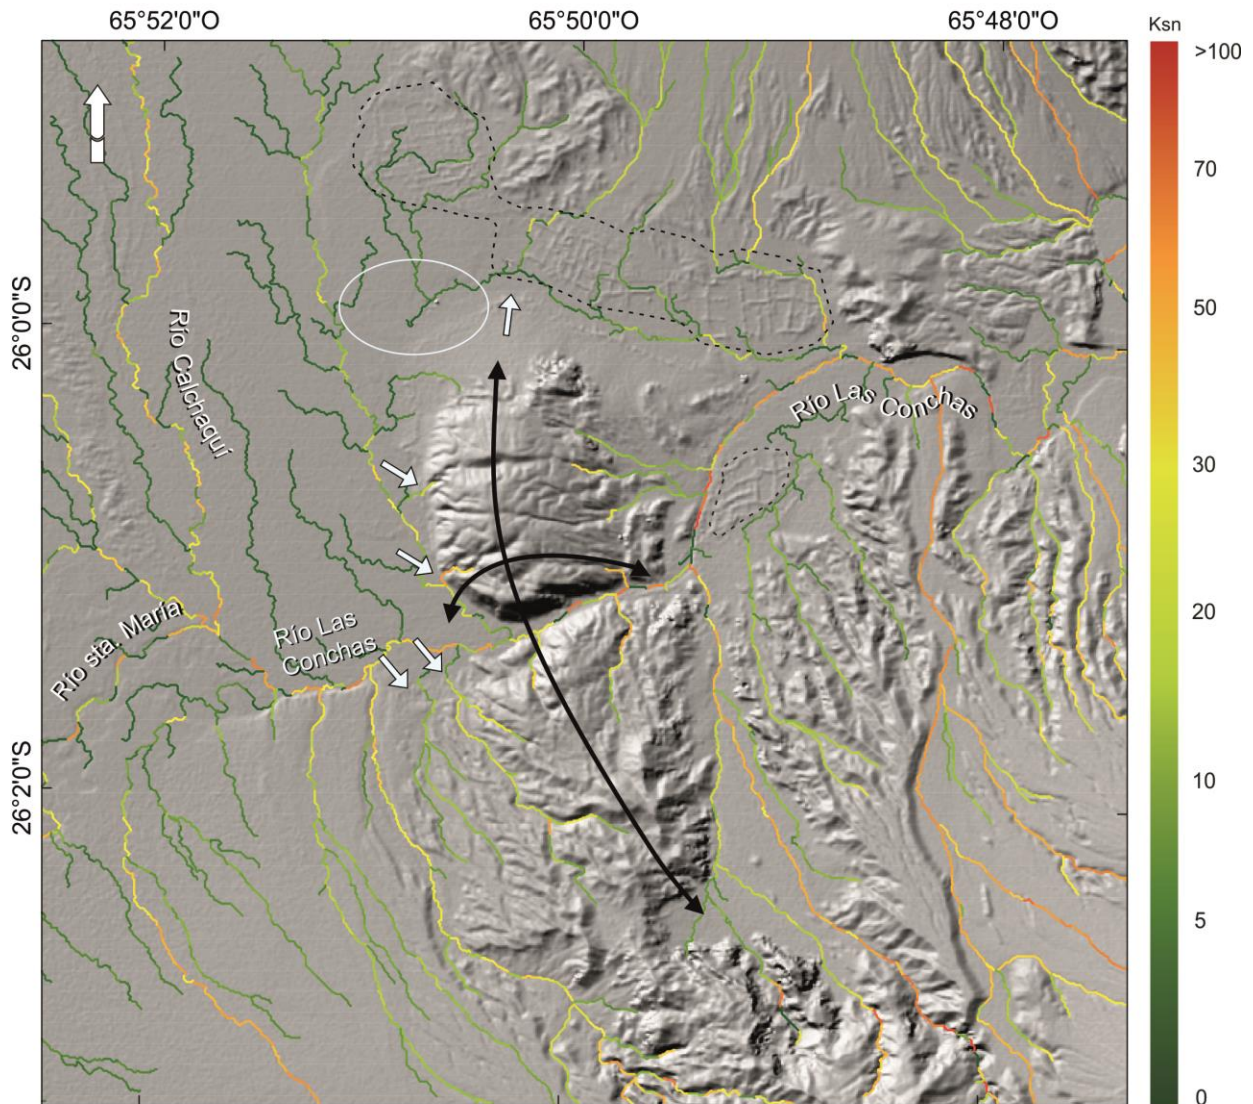 65°52'0"O 65°50'0"O 65°48'0"O
Ksn
>100
70
50
30
20
10
5
0
26°0'0"S
26°2'0"S
Río Calchaqui
Río Las Conchas
Río sta. María
Río Las
Conchas